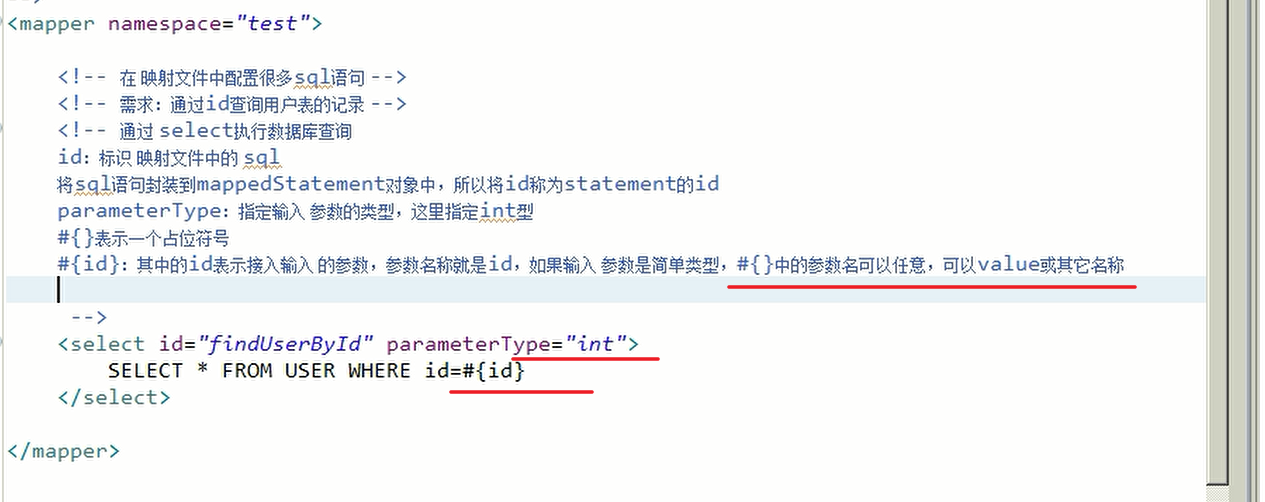 <mapper namespace="test">
<!-- 在 映射文件中配置很多sql语句 -->
<!-- 需求：通过id查询用户表的记录 -->
<!-- 通过 select执行数据库查询
id：标识 映射文件中的 sql
将sql语句封装到mappedStatement对象中，所以将id称为statement的id
parameterType：指定输入 参数的类型，这里指定int型
#{}表示一个占位符号
#{id}：其中的id表示接入输入 的参数，参数名称就是id，如果输入 参数是简单类型，#{}中的参数名可以任意，可以value或其它名称
-->
<select id="findUserById" parameterType="int">
SELECT * FROM USER WHERE id=#{id}
</select>
</mapper>